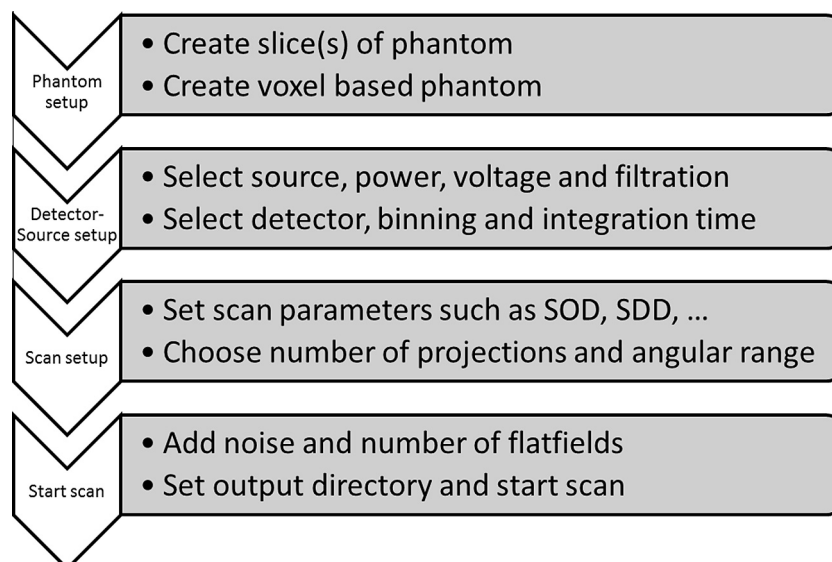 Phantom
setup
• Create slice(s) of phantom
• Create voxel based phantom
Detector-
Source setup
• Select source, power, voltage and filtration
• Select detector, binning and integration time
Scan setup
• Set scan parameters such as SOD, SDD, ...
• Choose number of projections and angular range
Start scan
• Add noise and number of flatfields
• Set output directory and start scan